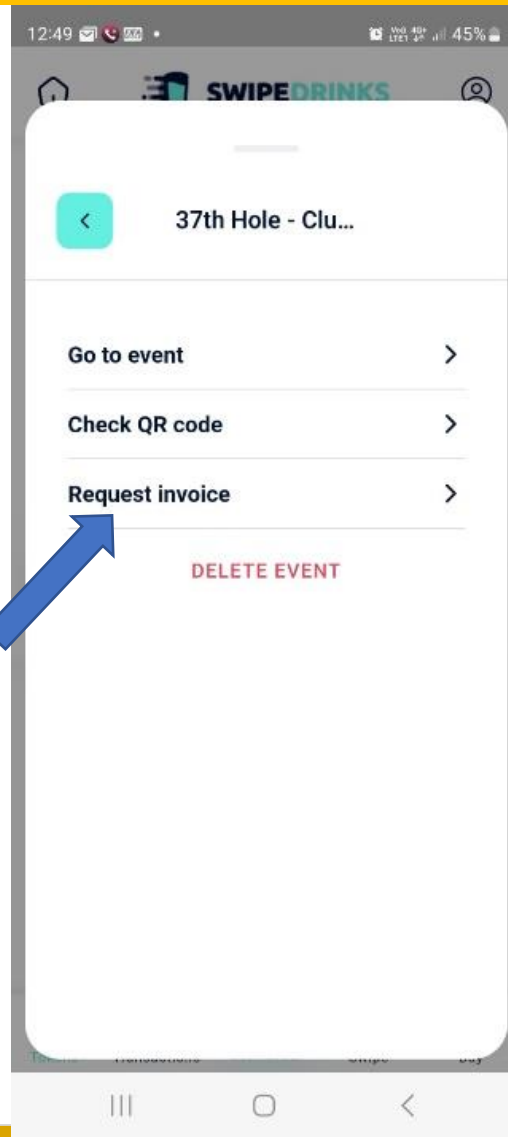 12:49
45%
SWIPEDRINKS
37th Hole - Clu...
Go to event
Check QR code
Request invoice
DELETE EVENT